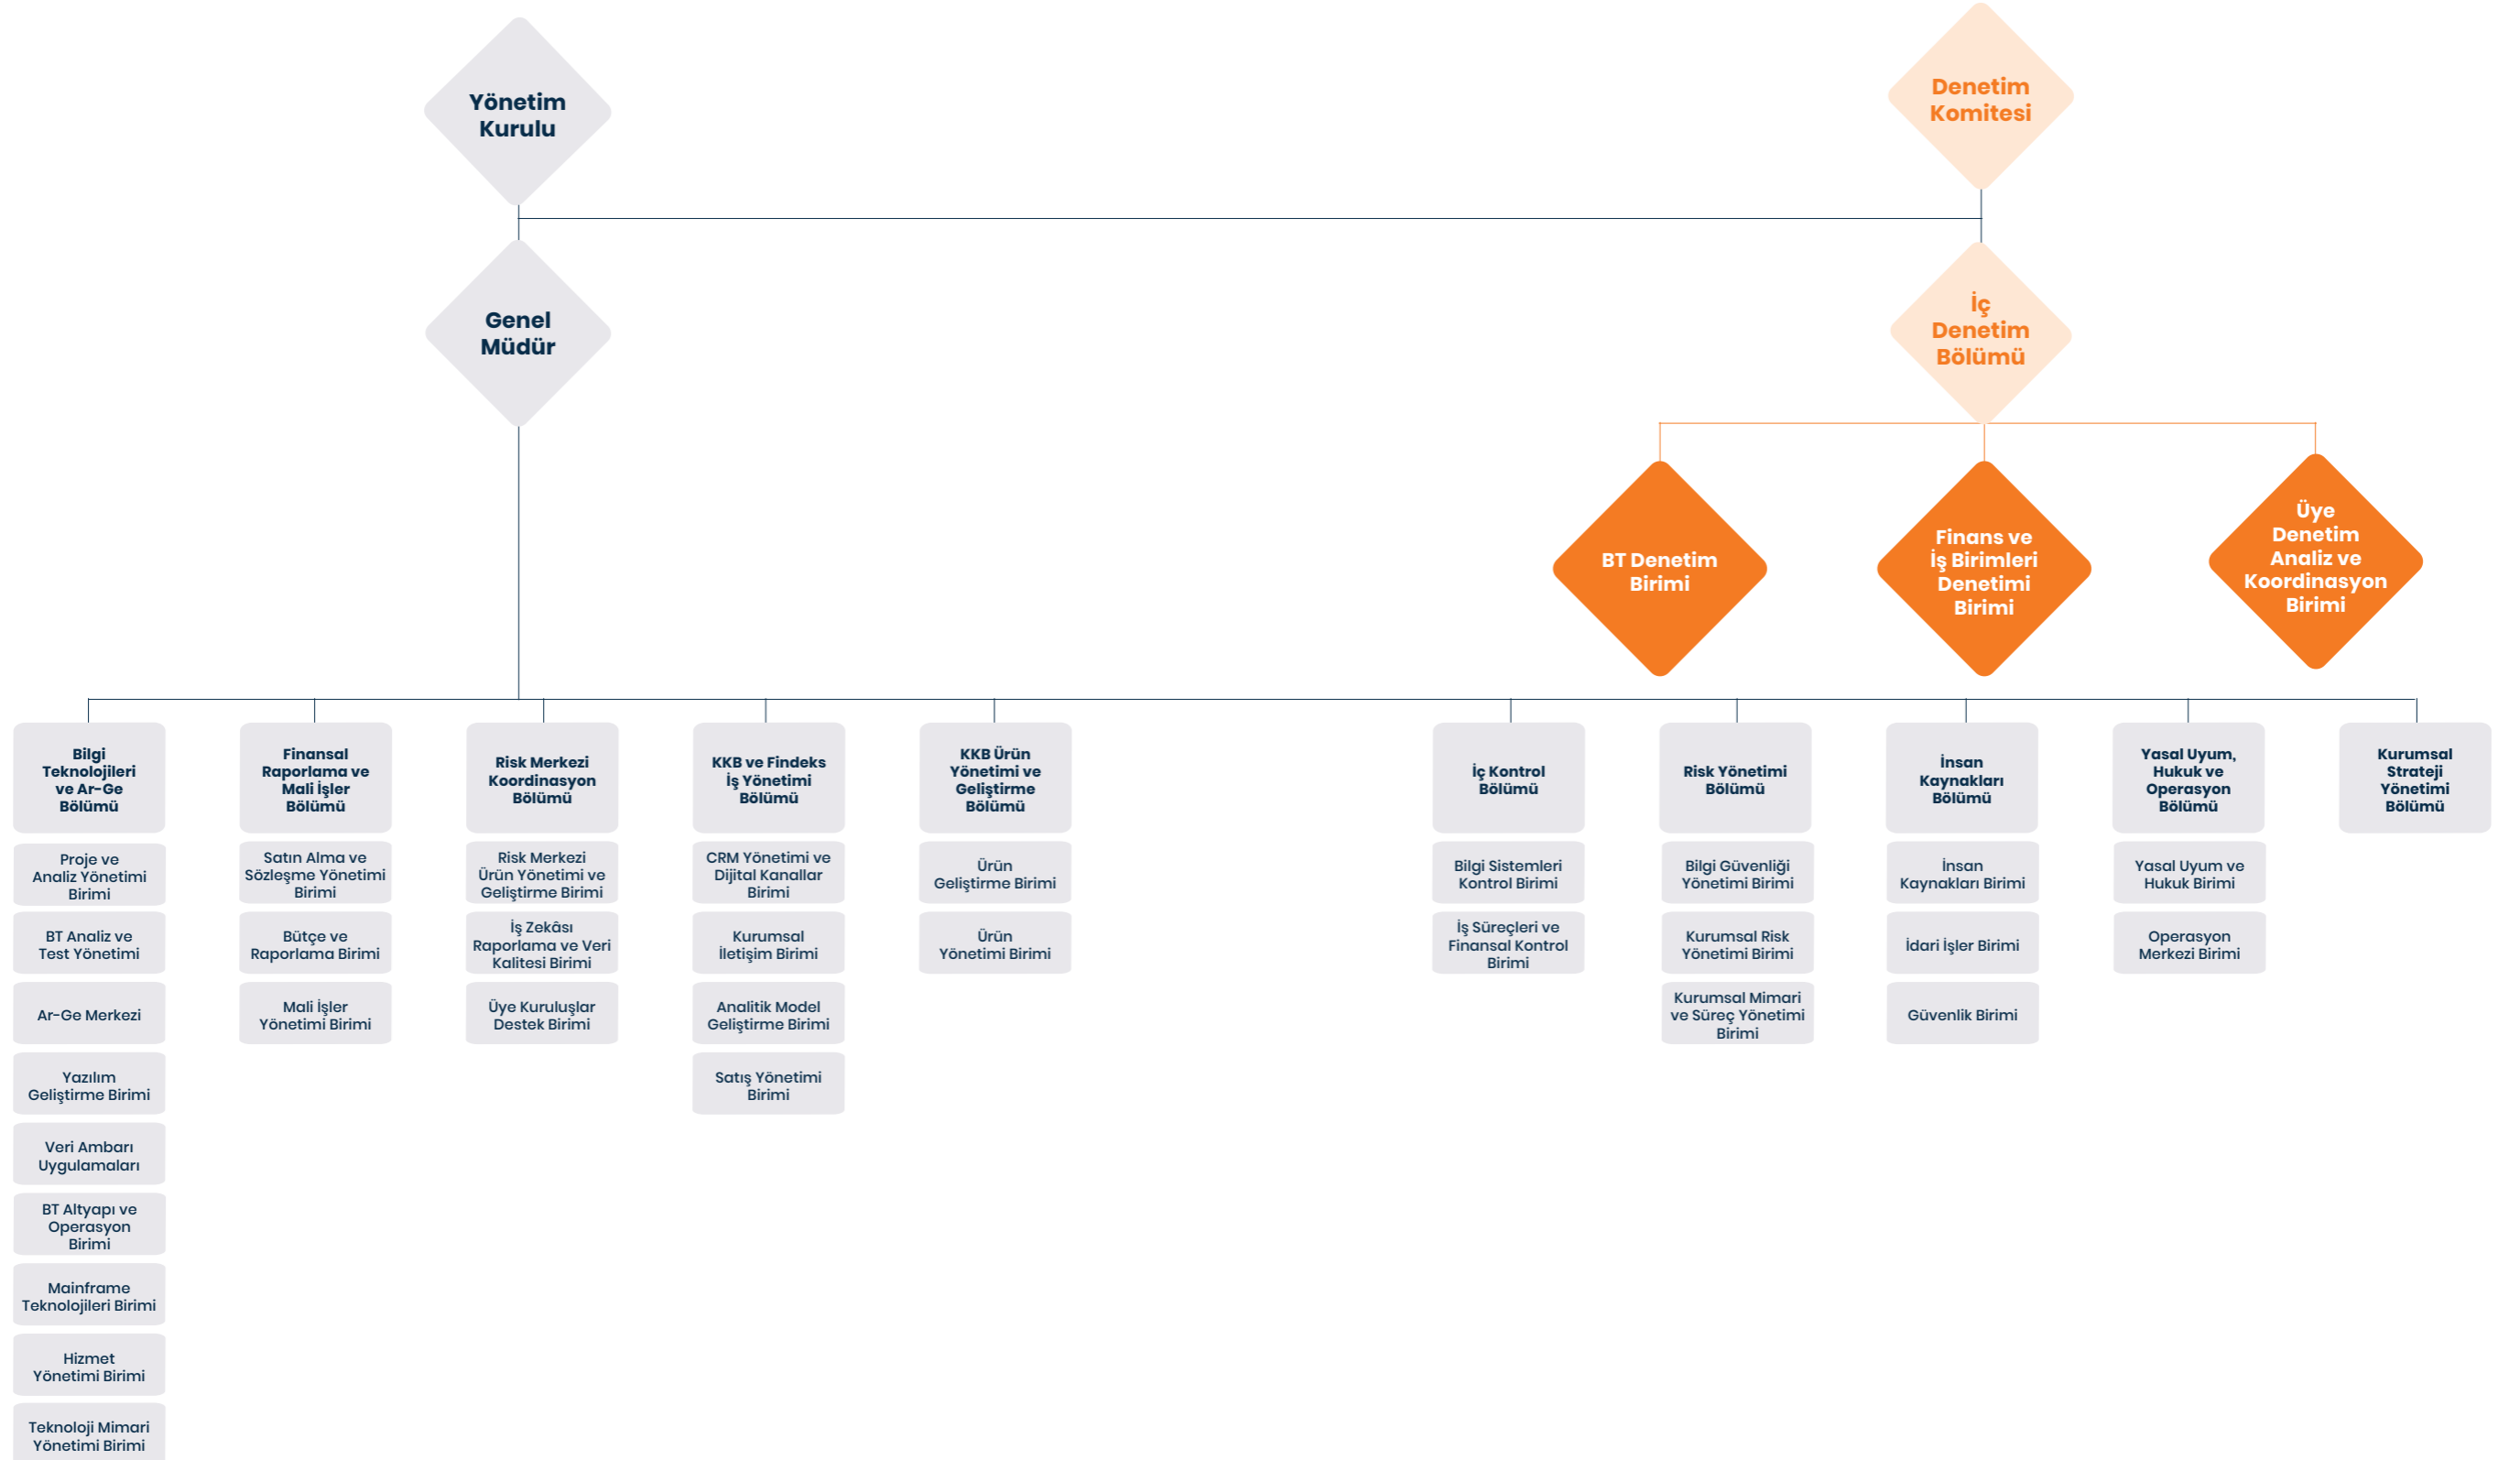 Yönetim
Kurulu
Denetim
Komitesi
Genel
Müdür
İç
Denetim
Bölümü
BT Denetim
Birimi
Finans ve
İş Birimleri
Denetimi
Birimi
Üye
Denetim
Analiz ve
Koordinasyon
Birimi
Bilgi
Teknolojileri
ve Ar-Ge
Bölümü
Proje ve
Analiz Yönetimi
Birimi
BT Analiz ve
Test Yönetimi
Ar-Ge Merkezi
Yazılım
Geliştirme Birimi
Veri Ambarı
Uygulamaları
BT Altyapı ve
Operasyon
Birimi
Mainframe
Teknolojileri Birimi
Hizmet
Yönetimi Birimi
Teknoloji Mimari
Yönetimi Birimi
Finansal
Raporlama ve
Mali İşler
Bölümü
Satın Alma ve
Sözleşme Yönetimi
Birimi
Bütçe ve
Raporlama Birimi
Mali İşler
Yönetimi Birimi
Risk Merkezi
Koordinasyon
Bölümü
Risk Merkezi
Ürün Yönetimi ve
Geliştirme Birimi
İş Zekâsı
Raporlama ve Veri
Kalitesi Birimi
Üye Kuruluşlar
Destek Birimi
KKB ve Findeks
İş Yönetimi
Bölümü
CRM Yönetimi ve
Dijital Kanallar
Birimi
Kurumsal
İletişim Birimi
Analitik Model
Geliştirme Birimi
Satış Yönetimi
Birimi
KKB Ürün
Yönetimi ve
Geliştirme
Bölümü
Ürün
Geliştirme Birimi
Ürün
Yönetimi Birimi
İç Kontrol
Bölümü
Bilgi Sistemleri
Kontrol Birimi
İş Süreçleri ve
Finansal Kontrol
Birimi
Risk Yönetimi
Bölümü
Bilgi Güvenliği
Yönetimi Birimi
Kurumsal Risk
Yönetimi Birimi
Kurumsal Mimari
ve Süreç Yönetimi
Birimi
İnsan
Kaynakları
Bölümü
İnsan
Kaynakları Birimi
İdari İşler Birimi
Güvenlik Birimi
Yasal Uyum,
Hukuk ve
Operasyon
Bölümü
Yasal Uyum ve
Hukuk Birimi
Operasyon
Merkezi Birimi
Kurumsal
Strateji
Yönetimi
Bölümü